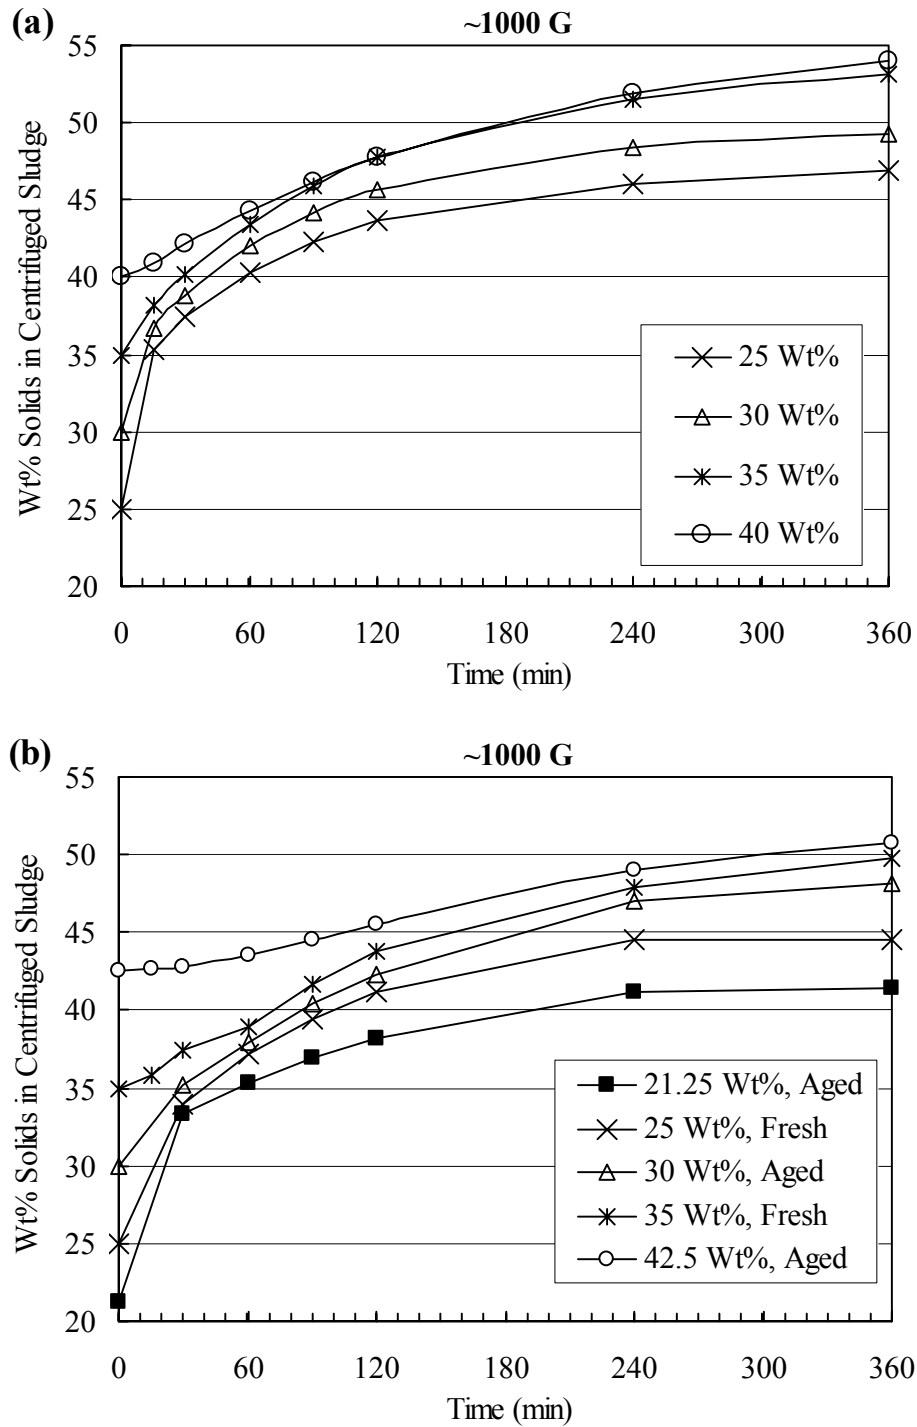 (a)
~1000 G
Wt% Solids in Centrifuged Sludge
55
50
45
40
35
30
25
20
25 Wt%
30 Wt%
35 Wt%
40 Wt%
0 60 120 180 240 300 360
Time (min)
(b)
~1000 G
Wt% Solids in Centrifuged Sludge
55
50
45
40
35
30
25
20
21.25 Wt%, Aged
25 Wt%, Fresh
30 Wt%, Aged
35 Wt%, Fresh
42.5 Wt%, Aged
0 60 120 180 240 300 360
Time (min)